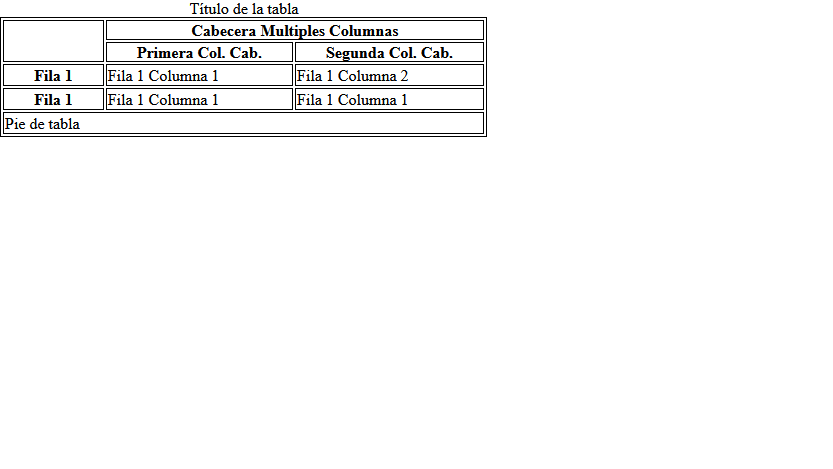 Título de la tabla
Cabecera Multiples Columnas
Primera Col. Cab. Segunda Col. Cab.
Fila 1 Fila 1 Columna 1 Fila 1 Columna 2
Fila 1 Fila 1 Columna 1 Fila 1 Columna 1
Pie de tabla